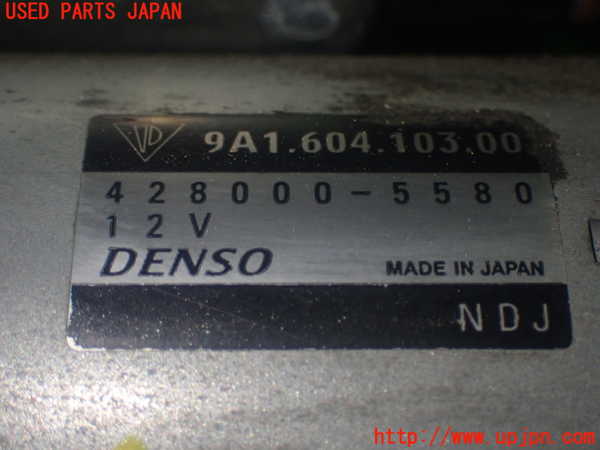 USED PARTS JAPAN
VD 9A1.604.103.00
428000-5580
12V
DENSO MADE IN JAPAN
NDJ
http://www.upjpn.com/